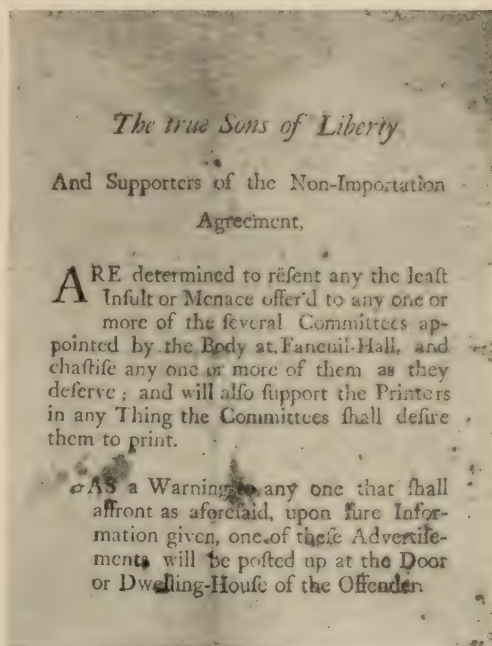 The true Sons of Liberty
And Supporters of the Non-Importation
Agreement,
ARE determined to reſent any the leaſt
Inſult or Menace offer'd to any one or
more of the ſeveral Committees ap-
pointed by the Body at Faneuil-Hall, and
chaſtiſe any one or more of them as they
deſerve; and will alſo ſupport the Printers
in any Thing the Committees ſhall deſire
them to print.
☞AS a Warning to any one that ſhall
affront as aforeſaid, upon ſure Infor-
mation given, one of theſe Advertiſe-
ments will be poſted up at the Door
or Dwelling-Houſe of the Offender.